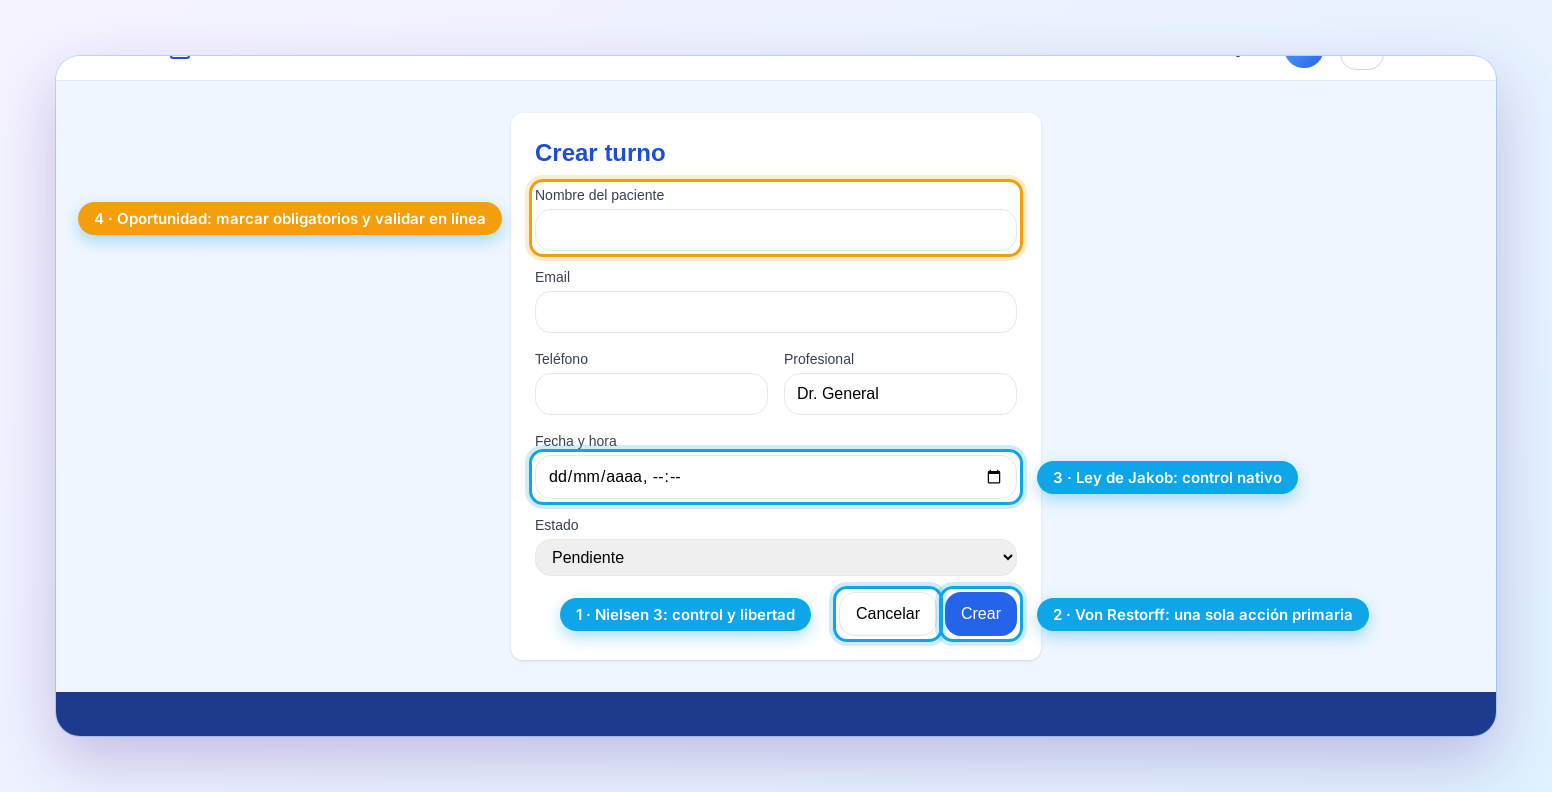 Crear turno
Nombre del paciente
4 · Oportunidad: marcar obligatorios y validar en línea
Email
Teléfono
Profesional
Dr. General
Fecha y hora
dd/mm/aaaa, --:--
3 · Ley de Jakob: control nativo
Estado
Pendiente
1 · Nielsen 3: control y libertad
Cancelar
Crear
2 · Von Restorff: una sola acción primaria